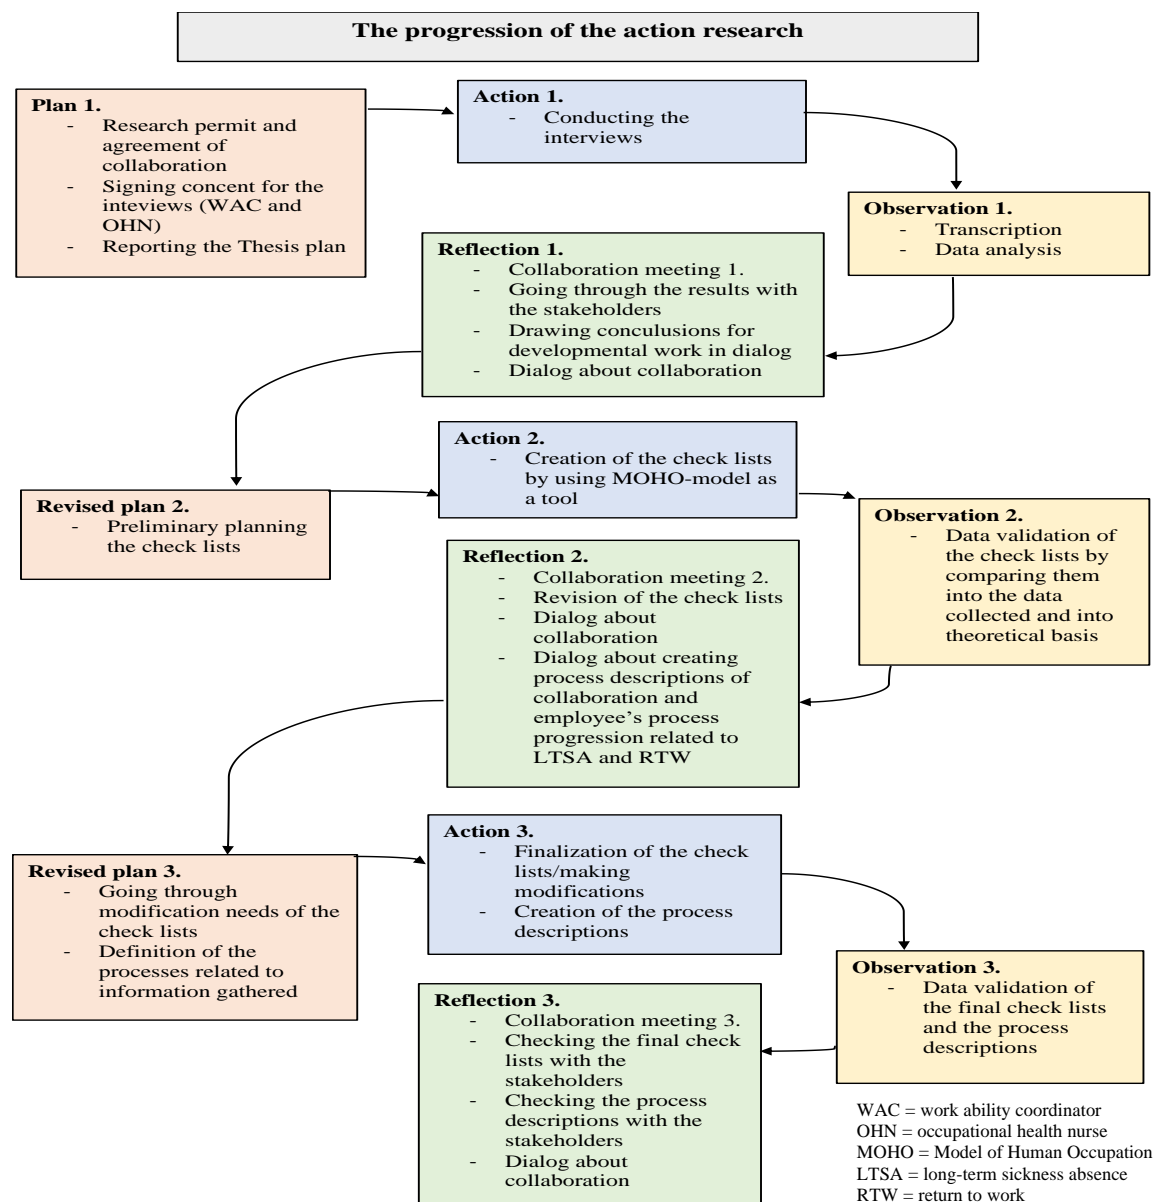 The progression of the action research
Plan 1.
- Research permit and
agreement of
collaboration
- Signing concent for the
inteviews (WAC and
OHN)
- Reporting the Thesis plan
Action 1.
- Conducting the
interviews
Observation 1.
- Transcription
- Data analysis
Reflection 1.
- Collaboration meeting 1.
- Going through the results with
the stakeholders
- Drawing conculusions for
developmental work in dialog
- Dialog about collaboration
Revised plan 2.
- Preliminary planning
the check lists
Action 2.
- Creation of the check lists
by using MOHO-model as
a tool
Observation 2.
- Data validation of
the check lists by
comparing them
into the data
collected and into
theoretical basis
Reflection 2.
- Collaboration meeting 2.
- Revision of the check lists
- Dialog about
collaboration
- Dialog about creating
process descriptions of
collaboration and
employee’s process
progression related to
LTSA and RTW
Revised plan 3.
- Going through
modification needs of the
check lists
- Definition of the
processes related to
information gathered
Action 3.
- Finalization of the check
lists/making
modifications
- Creation of the process
descriptions
Observation 3.
- Data validation of
the final check lists
and the process
descriptions
Reflection 3.
- Collaboration meeting 3.
- Checking the final check
lists with the
stakeholders
- Checking the process
descriptions with the
stakeholders
- Dialog about
collaboration
WAC = work ability coordinator
OHN = occupational health nurse
MOHO = Model of Human Occupation
LTSA = long-term sickness absence
RTW = return to work